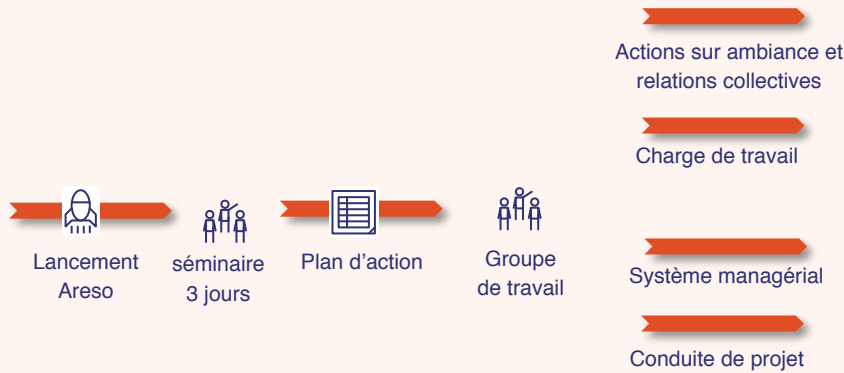 Lancement
Areso
séminaire
3 jours
Plan d’action
Groupe
de travail
Actions sur ambiance et
relations collectives
Charge de travail
Système managérial
Conduite de projet